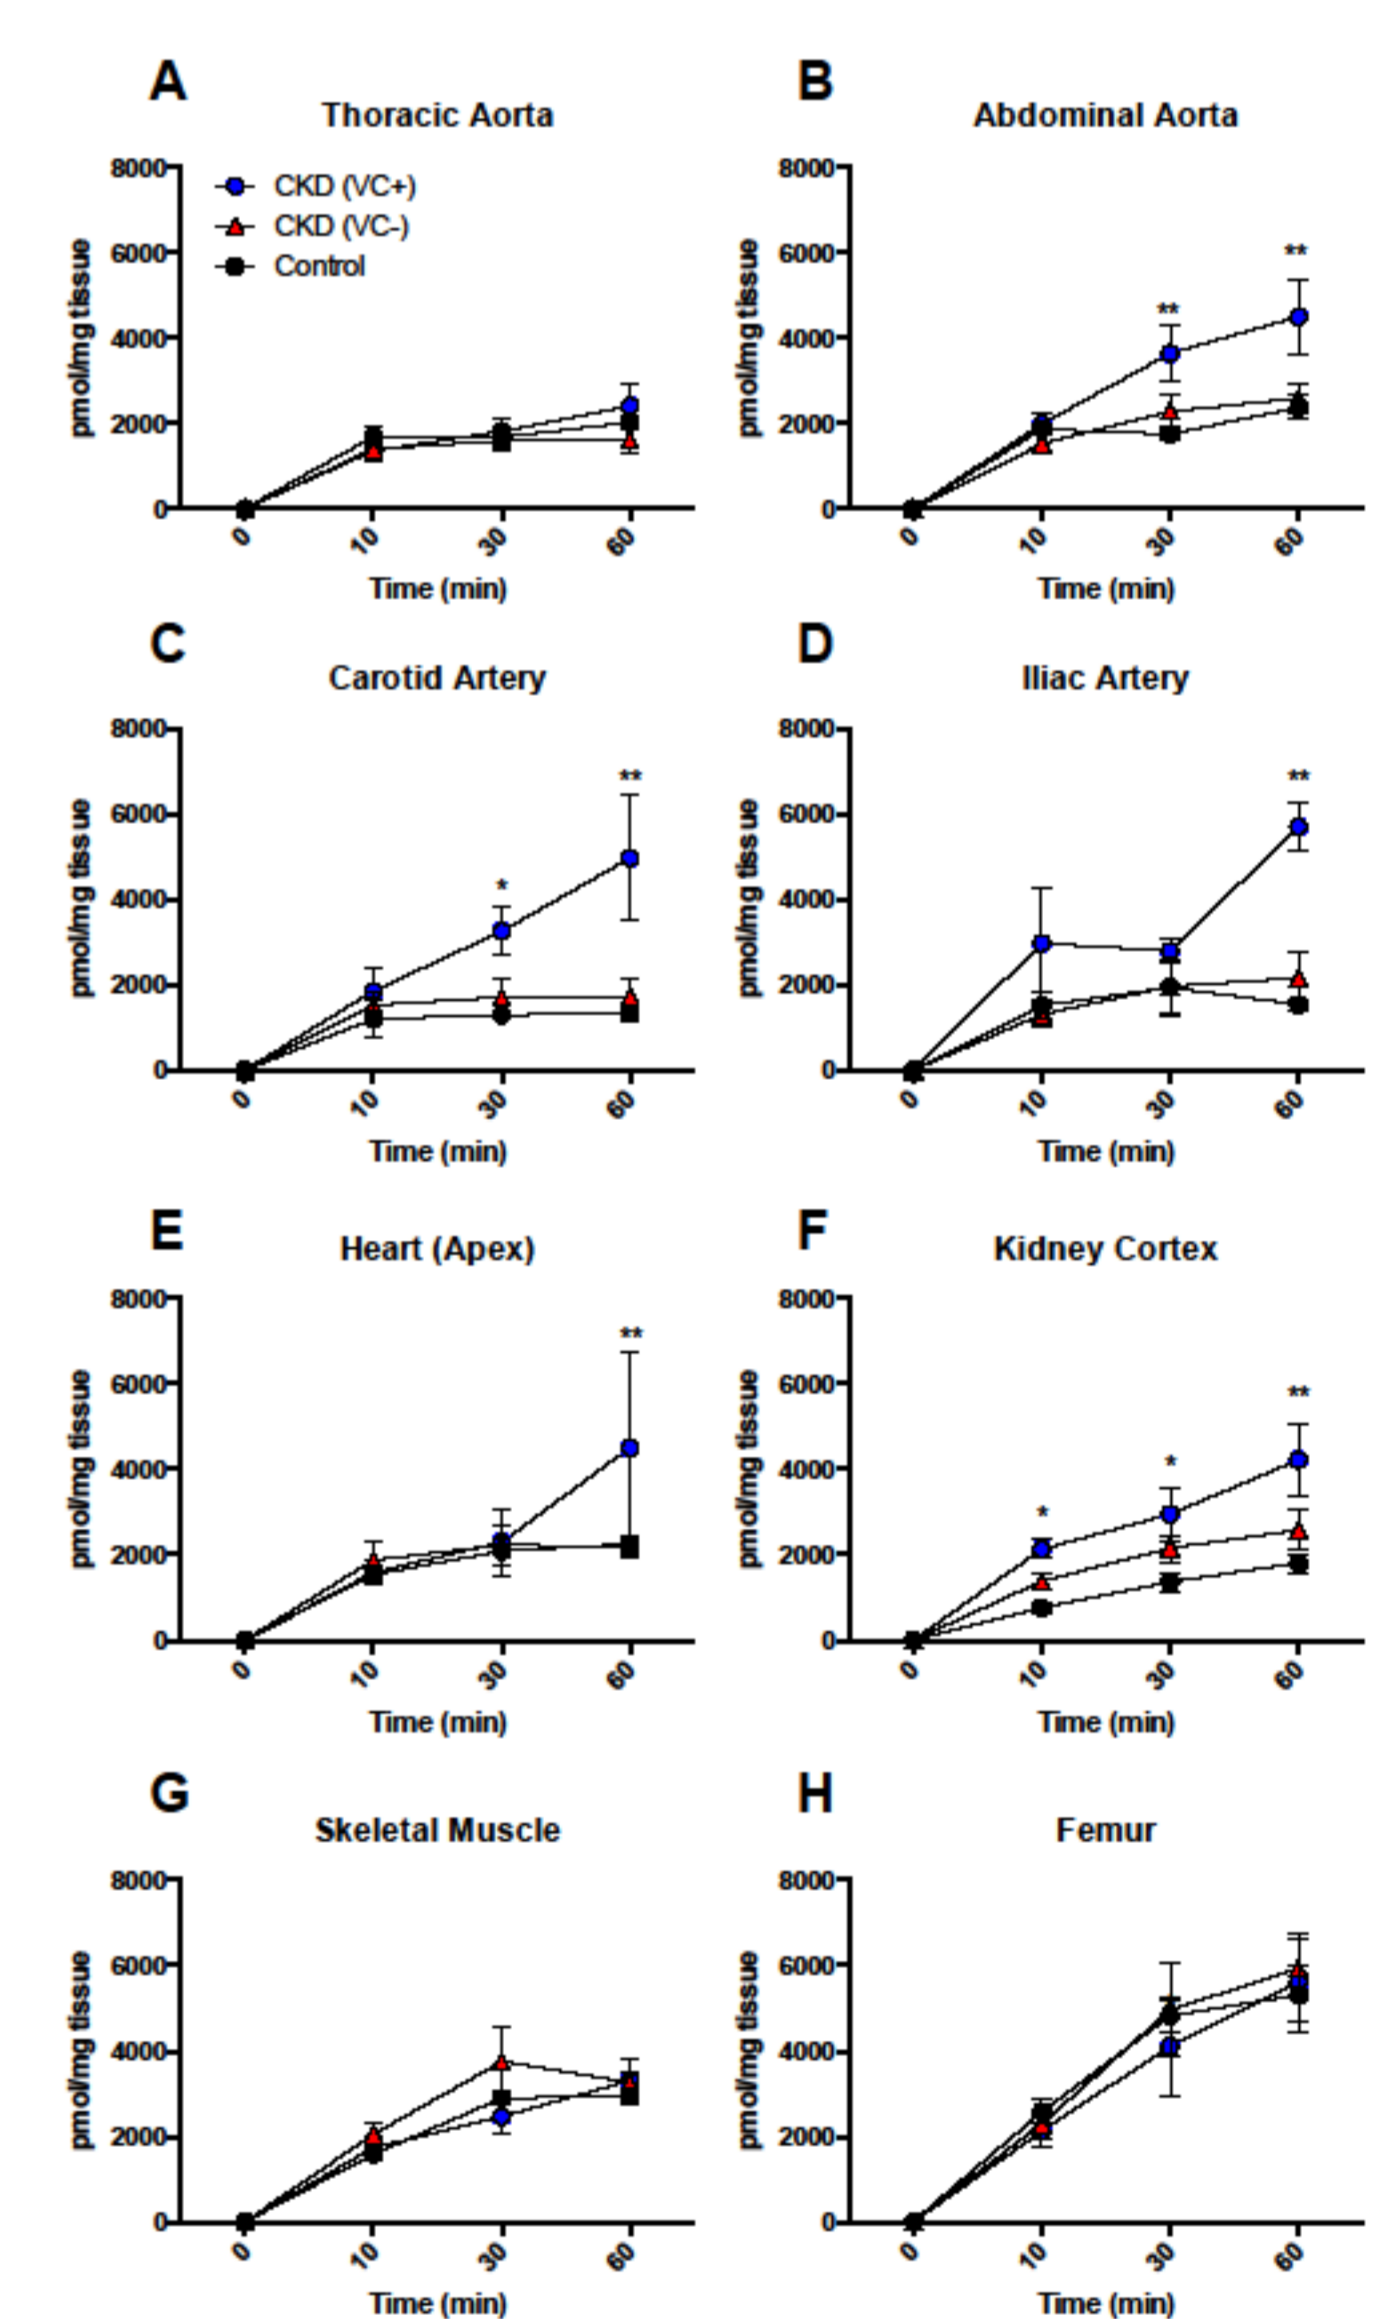 A
Thoracic Aorta
8000
6000
4000
2000
0
pmol/mg tissue
CKD (VC+)
CKD (VC-)
Control
0 10 30 60
Time (min)
B
Abdominal Aorta
**
**
8000
6000
4000
2000
0
pmol/mg tissue
0 10 30 60
Time (min)
C
Carotid Artery
**
*
8000
6000
4000
2000
0
pmol/mg tissue
0 10 30 60
Time (min)
D
Iliac Artery
**
8000
6000
4000
2000
0
pmol/mg tissue
0 10 30 60
Time (min)
E
Heart (Apex)
**
8000
6000
4000
2000
0
pmol/mg tissue
0 10 30 60
Time (min)
F
Kidney Cortex
**
*
*
8000
6000
4000
2000
0
pmol/mg tissue
0 10 30 60
Time (min)
G
Skeletal Muscle
8000
6000
4000
2000
0
pmol/mg tissue
0 10 30 60
Time (min)
H
Femur
8000
6000
4000
2000
0
pmol/mg tissue
0 10 30 60
Time (min)